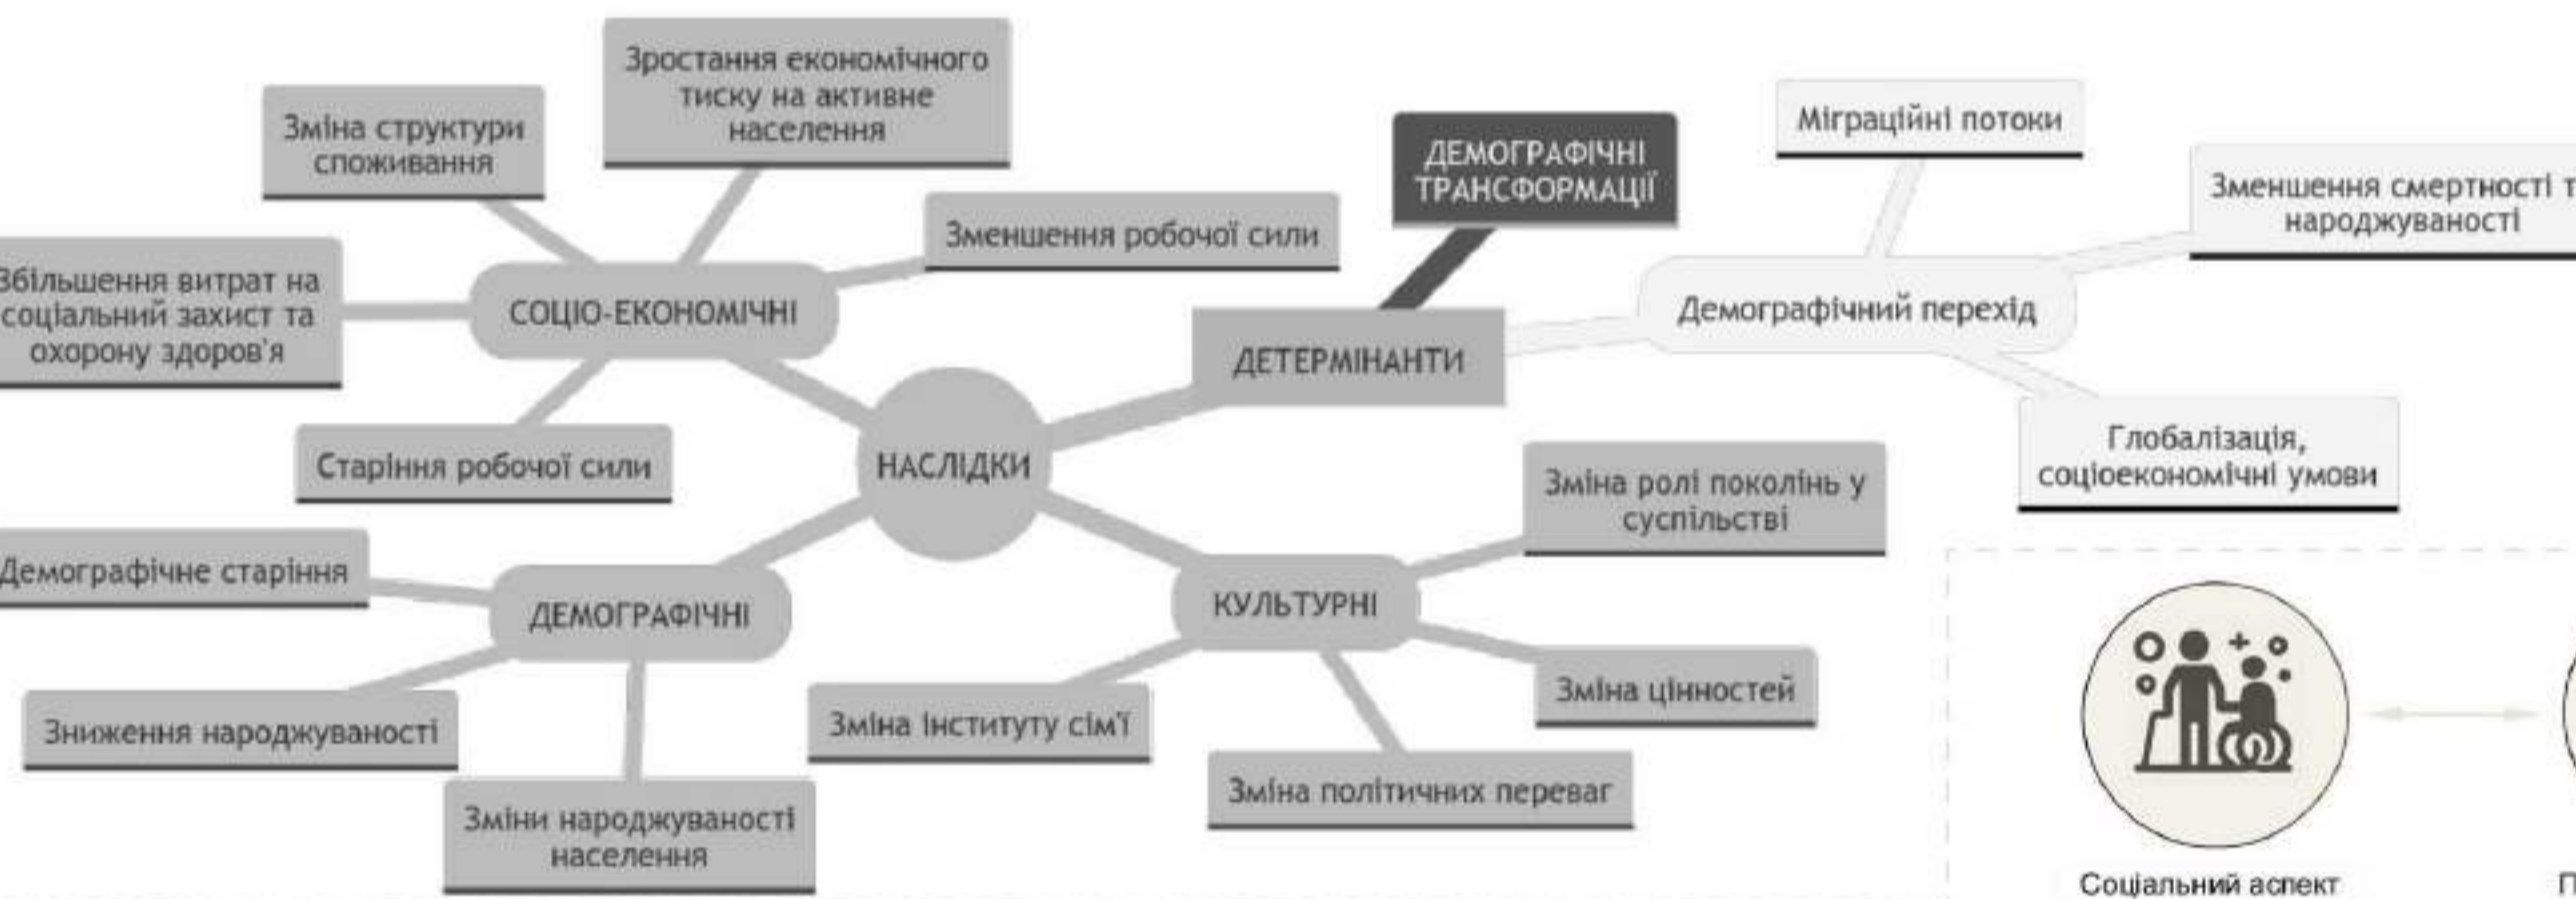 Зростання економічного
тиску на активне
населення
Зміна структури
споживання
Зменшення робочої сили
Збільшення витрат на
соціальний захист та
охорону здоров'я
СОЦІО-ЕКОНОМІЧНІ
Старіння робочої сили
ДЕМОГРАФІЧНІ
ТРАНСФОРМАЦІЇ
ДЕТЕРМІНАНТИ
НАСЛІДКИ
Міграційні потоки
Зменшення смертності
народжуваності
Демографічний перехід
Глобалізація,
соціоекономічні умови
Демографічне старіння
ДЕМОГРАФІЧНІ
Зниження народжуваності
Зміни народжуваності
населення
Зміна ролі поколінь у
суспільстві
КУЛЬТУРНІ
Зміна цінностей
Зміна інституту сім'ї
Зміна політичних переваг
Соціальний аспект